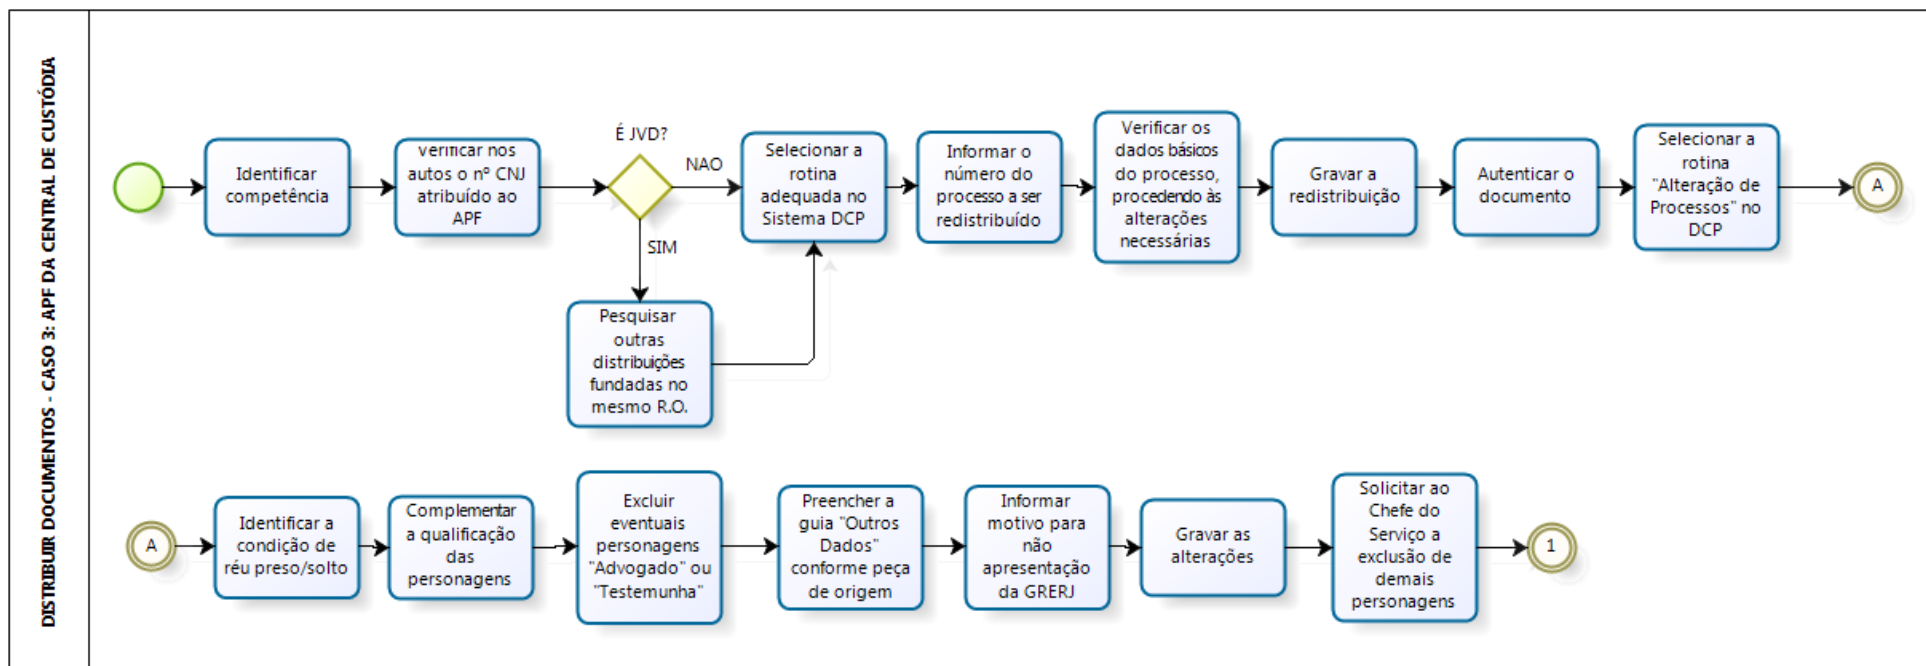 DISTRIBUIR DOCUMENTOS - CASO 3: APF DA CENTRAL DE CUSTÓDIA
Identificar
competência
Verificar nos
autos o nº CNJ
atribuído ao
APF
É JVD?
NAO
SIM
Pesquisar
outras
distribuições
fundadas no
mesmo R.O.
Selecionar a
rotina
adequada no
Sistema DCP
Informar o
número do
processo a ser
redistribuído
Verificar os
dados básicos
do processo,
procedendo às
alterações
necessárias
Gravar a
redistribuição
Autenticar o
documento
Selecionar a
rotina
"Alteração de
Processos" no
DCP
A
A
Identificar a
condição de
réu preso/solto
Complementar
a qualificação
das
personagens
Excluir
eventuais
personagens
"Advogado" ou
"Testemunha"
Preencher a
guia "Outros
Dados"
conforme peça
de origem
Informar
motivo para
não
apresentação
da GRERJ
Gravar as
alterações
Solicitar ao
Chefe do
Serviço a
exclusão de
demais
personagens
1